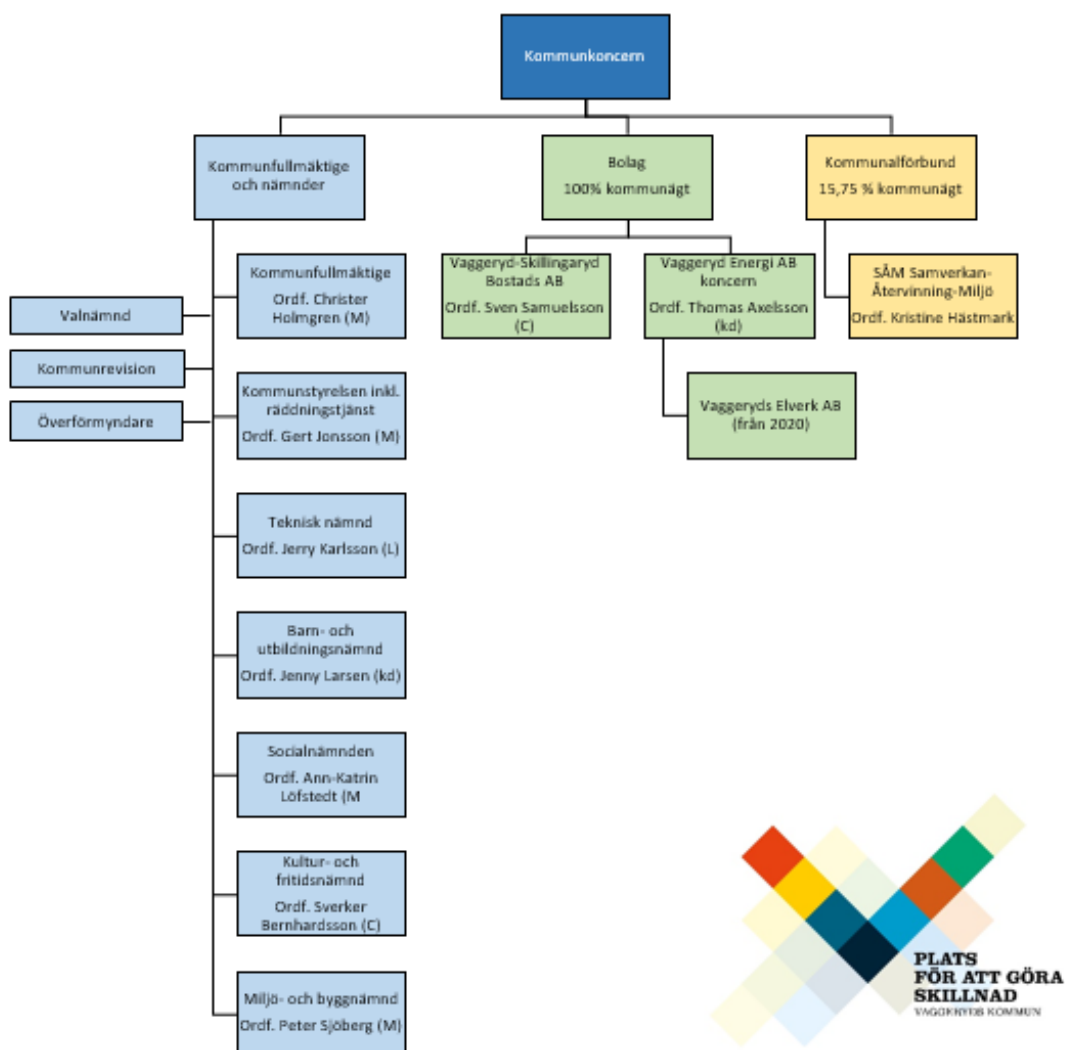 Kommunkoncern
Kommunfullmäktige
och nämnder
Bolag
100% kommunägt
Kommunalförbund
15,75 % kommunägt
Kommunfullmäktige
Ordf. Christer
Holmgren (M)
Vaggeryd-Skillingaryd
Bostads AB
Ordf. Sven Samuelsson
(C)
Vaggeryd Energi AB
koncern
Ordf. Thomas Axelsson
(kd)
SÅM Samverkan-
Återvinning-Miljö
Ordf. Kristine Hästmark
Valnämnd
Kommunrevision
Överförmyndare
Kommunstyrelsen inkl.
räddningstjänst
Ordf. Gert Jonsson (M)
Vaggeryds Elverk AB
(från 2020)
Teknisk nämnd
Ordf. Jerry Karlsson (L)
Barn- och
utbildningsnämnd
Ordf. Jenny Larsen (kd)
Socialnämnden
Ordf. Ann-Katrin
Löfstedt (M
Kultur- och
fritidsnämnd
Ordf. Sverker
Bernhardsson (C)
Miljö- och byggnämnd
Ordf. Peter Sjöberg (M)
PLATS
FÖR ATT GÖRA
SKILLNAD
VAGGERYDS KOMMUN